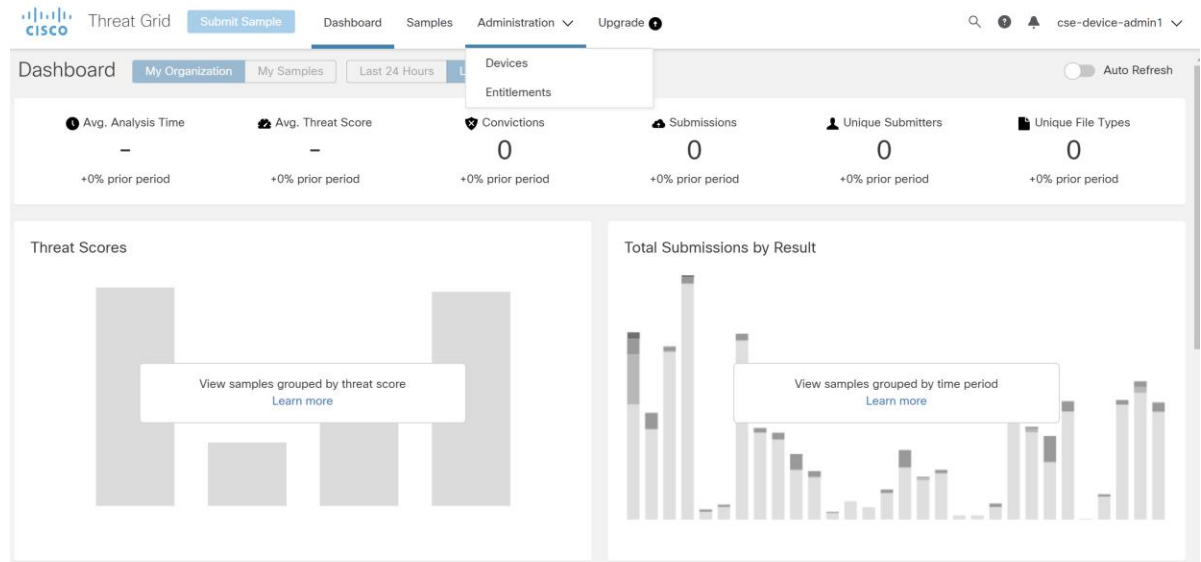 CISCO
Threat Grid Submit Sample Dashboard Samples Administration Upgrade cse-device-admin1
Devices
Entitlements
Dashboard My Organization My Samples Last 24 Hours Auto Refresh
Avg. Analysis Time Avg. Threat Score Convictions Submissions Unique Submitters Unique File Types
- - 0 0 0 0
+0% prior period +0% prior period +0% prior period +0% prior period +0% prior period +0% prior period
Threat Scores
View samples grouped by threat score
Learn more
Total Submissions by Result
View samples grouped by time period
Learn more